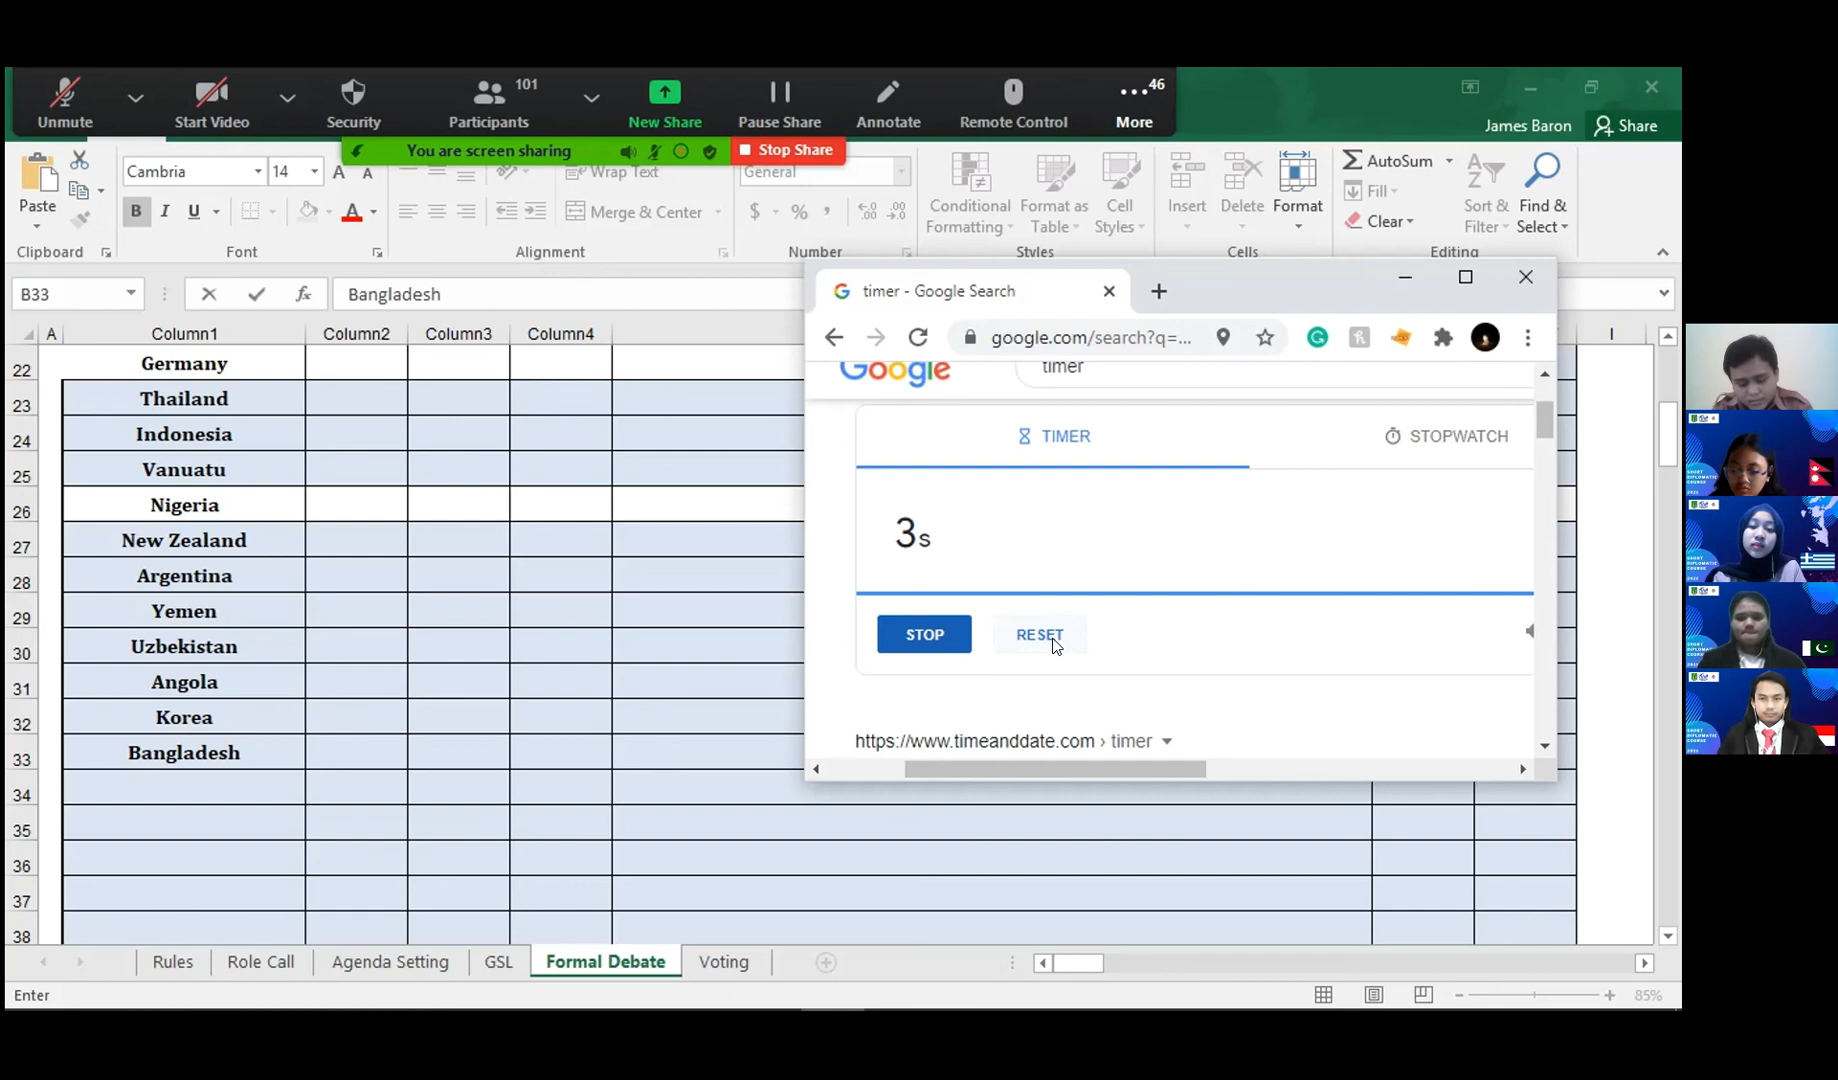 Unmute
Start Video
Security
Participants
101
New Share
Pause Share
Annotate
Remote Control
46
More
You are screen sharing
Stop Share
James Baron
Share
Paste
Clipboard
Cambria
14
A A
B I U
A
Font
Wrap Text
Merge & Center
Alignment
General
$ % ,
Number
Conditional
Formatting
Format as
Table
Cell
Styles
Styles
Insert
Delete
Format
Cells
AutoSum
Fill
Clear
Sort &
Filter
Find &
Select
Editing
B33
fx
Bangladesh
A
Column1
Column2
Column3
Column4
I
22 Germany
23 Thailand
24 Indonesia
25 Vanuatu
26 Nigeria
27 New Zealand
28 Argentina
29 Yemen
30 Uzbekistan
31 Angola
32 Korea
33 Bangladesh
34
35
36
37
38
timer - Google Search
google.com/search?q=...
Google
timer
TIMER
STOPWATCH
3s
STOP
RESET
https://www.timeanddate.com › timer
Rules
Role Call
Agenda Setting
GSL
Formal Debate
Voting
Enter
85%